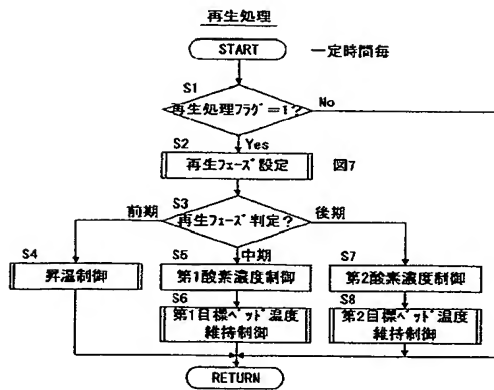 再生処理
START
一定時間毎
S1
再生処理フラグ=1?
No
Yes
S2
再生フェーズ設定
図7
S3
再生フェーズ判定?
前期
後期
中期
S4
昇温制御
S5
第1酸素濃度制御
S7
第2酸素濃度制御
S6
第1目標ベッド温度
維持制御
S8
第2目標ベッド温度
維持制御
RETURN